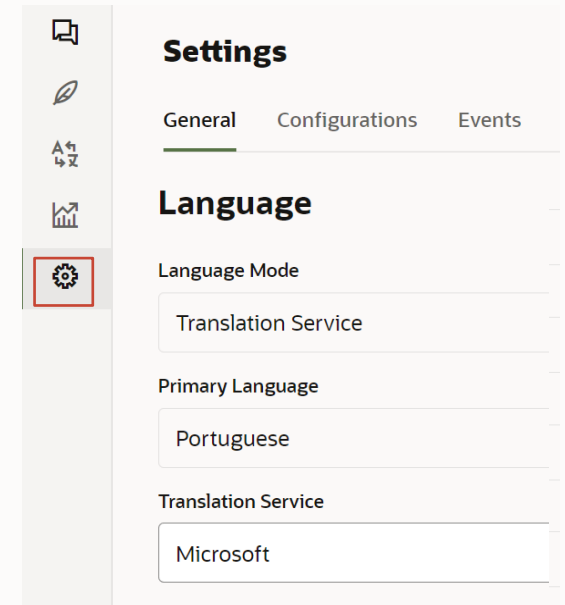 Settings
General Configurations Events
Language
Language Mode
Translation Service
Primary Language
Portuguese
Translation Service
Microsoft